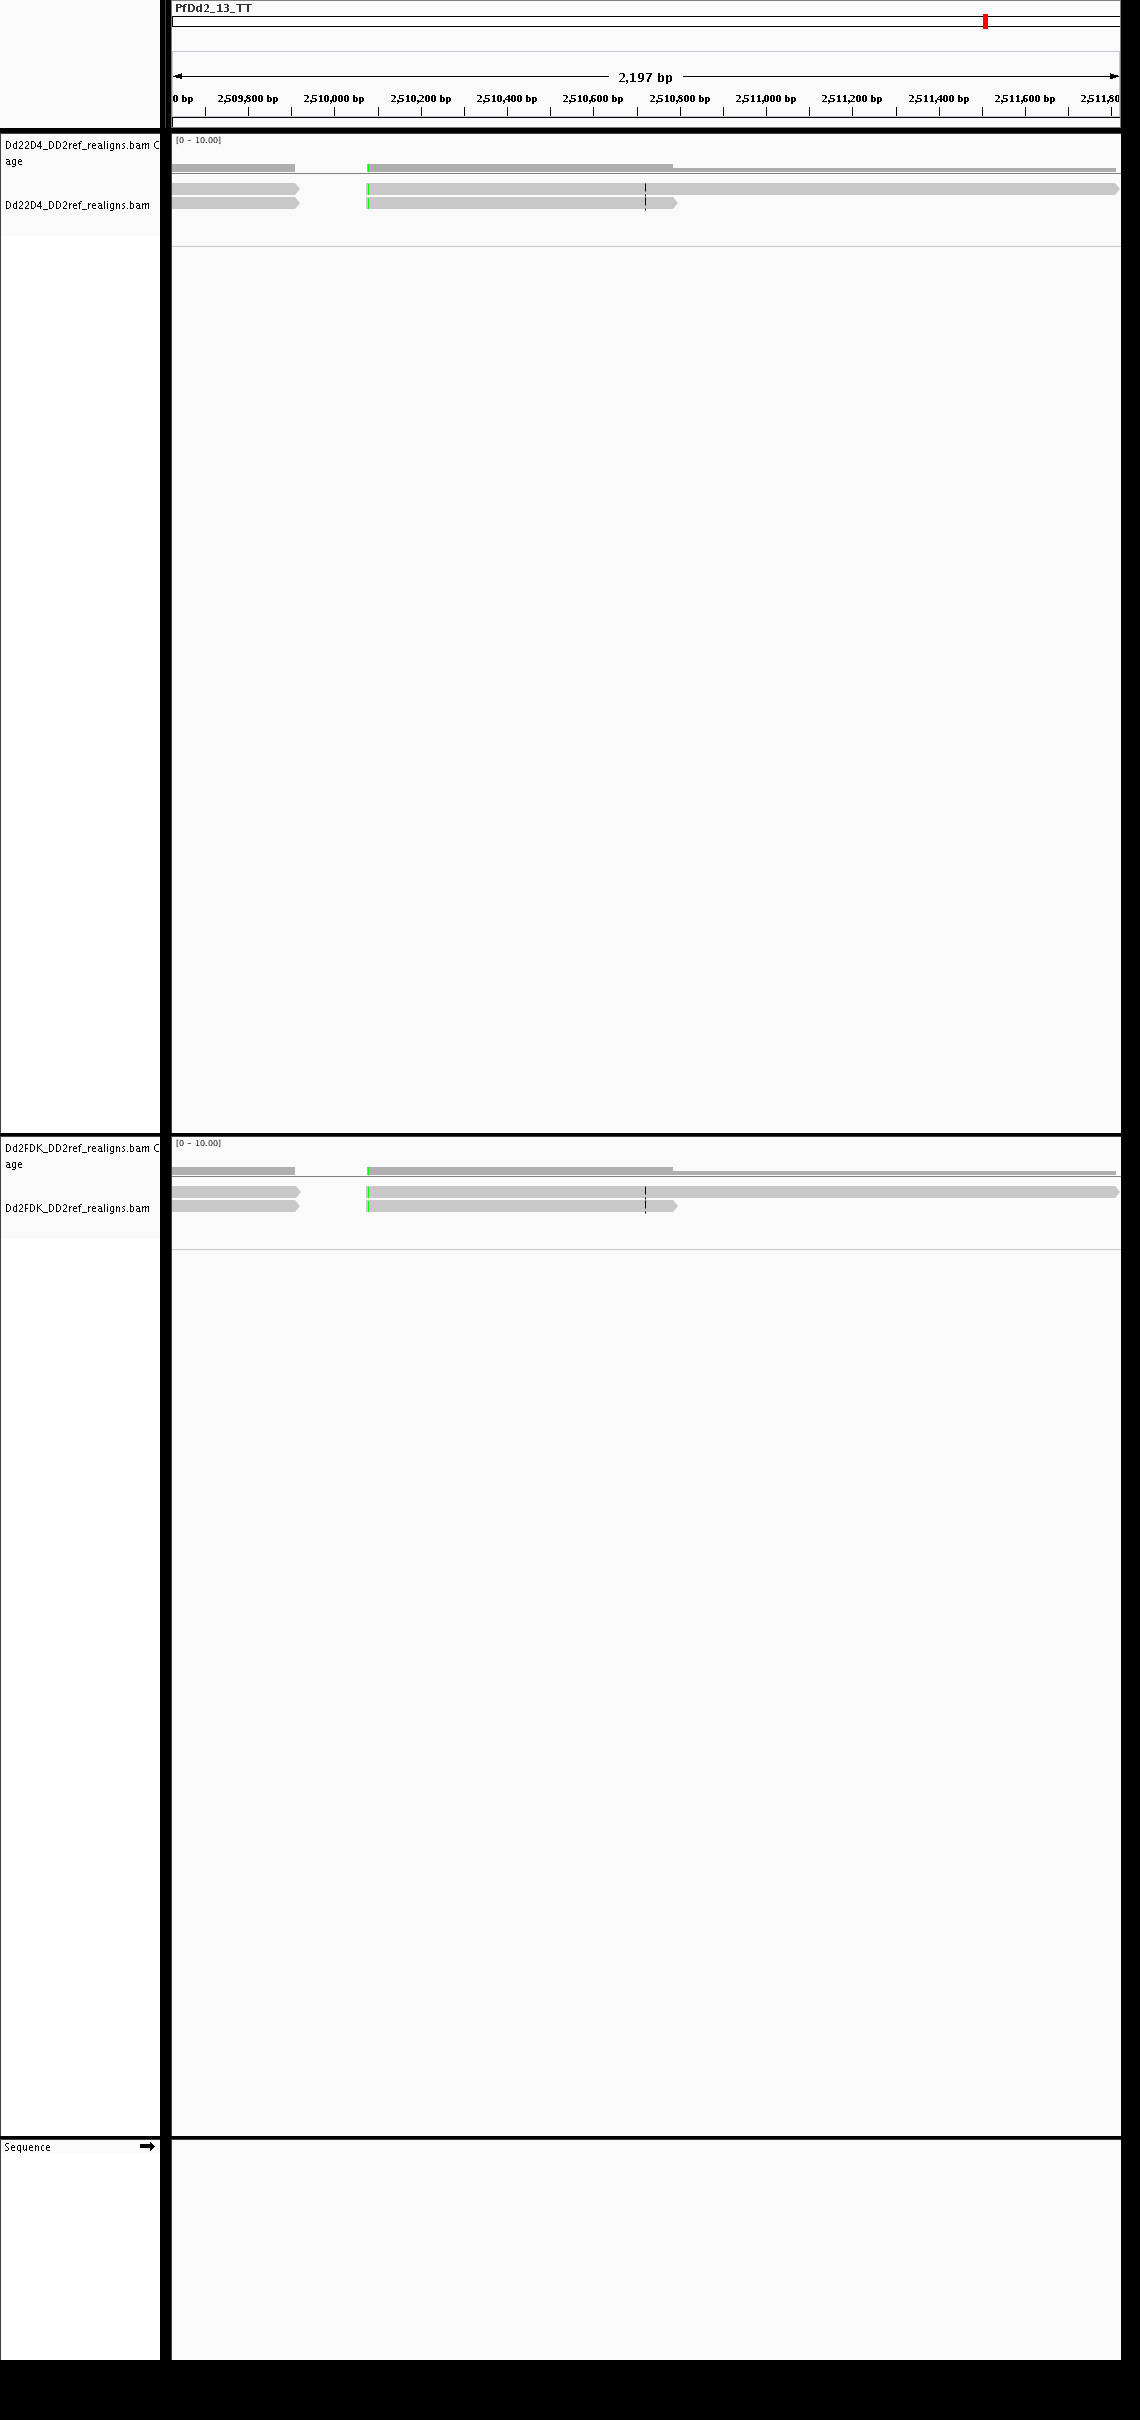 PfDd2_13_TT
2,197 bp
0 bp 2,509,800 bp 2,510,000 bp 2,510,200 bp 2,510,400 bp 2,510,600 bp 2,510,800 bp 2,511,000 bp 2,511,200 bp 2,511,400 bp 2,511,600 bp 2,511,80
Dd22D4_DD2ref_realigns.bam C
age
[0 - 10.00]
Dd22D4_DD2ref_realigns.bam
Dd2FDK_DD2ref_realigns.bam C
age
[0 - 10.00]
Dd2FDK_DD2ref_realigns.bam
Sequence